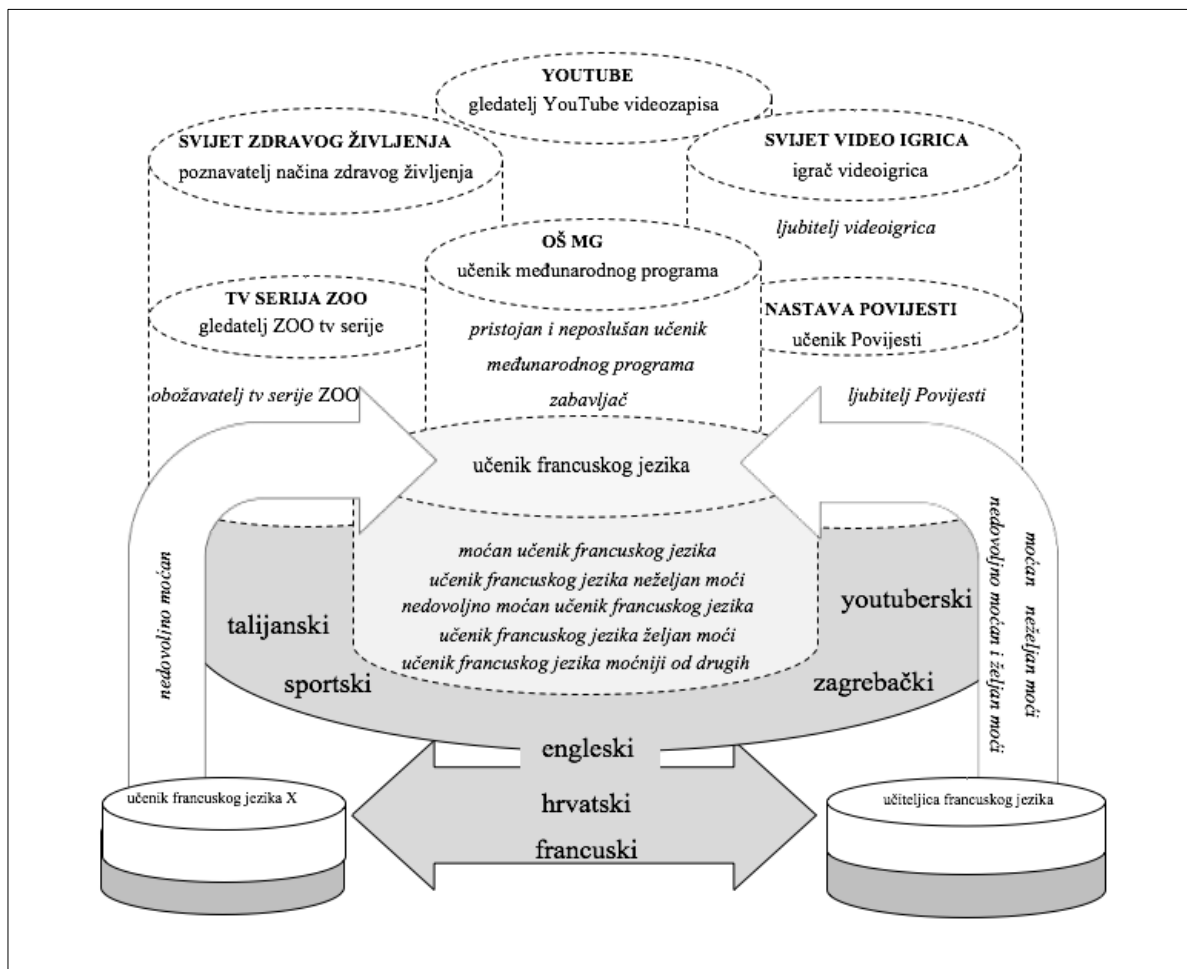 YOUTUBE
gledatelj YouTube videozapisa
SVIJET ZDRAVOG ŽIVLJENJA
poznavatelj načina zdravog življenja
SVIJET VIDEO IGRICA
igrač videoigrica
ljubitelj videoigrica
OŠ MG
učenik međunarodnog programa
pristojan i neposlušan učenik
međunarodnog programa
zabavljač
TV SERIJA ZOO
gledatelj ZOO tv serije
obožavatelj tv serije ZOO
NASTAVA POVIJESTI
učenik Povijesti
ljubitelj Povijesti
učenik francuskog jezika
moćan učenik francuskog jezika
učenik francuskog jezika neželjan moći
nedovoljno moćan učenik francuskog jezika
učenik francuskog jezika željan moći
učenik francuskog jezika moćniji od drugih
nedovoljno moćan
moćan neželjan moći
nedovoljno moćan i željan moći
talijanski
sportski
youtuberski
zagrebački
engleski
hrvatski
francuski
učenik francuskog jezika X
učiteljica francuskog jezika